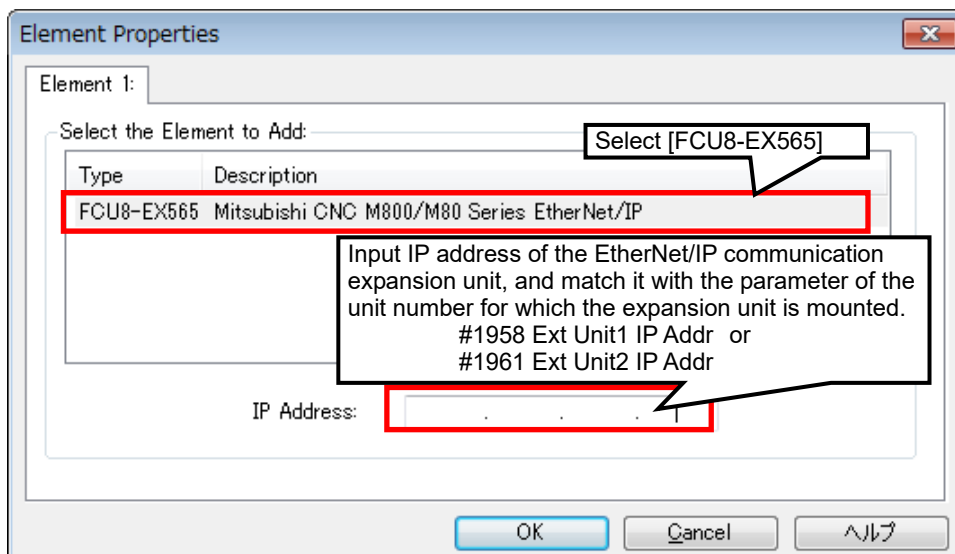 Element Properties
Element 1:
Select the Element to Add:
Select [FCU8-EX565]
Type Description
FCU8-EX565 Mitsubishi CNC M800/M80 Series EtherNet/IP
Input IP address of the EtherNet/IP communication
expansion unit, and match it with the parameter of the
unit number for which the expansion unit is mounted.
#1958 Ext Unit1 IP Addr or
#1961 Ext Unit2 IP Addr
IP Address: . . .
OK Cancel ヘルプ